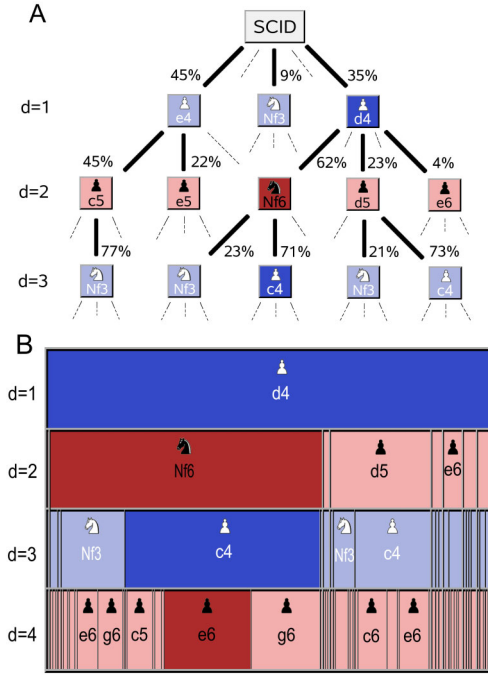 A
SCID
45% 9% 35%
d=1
e4 Nf3 d4
45% 22% 62% 23% 4%
d=2
c5 e5 Nf6 d5 e6
77% 23% 71% 21% 73%
d=3
Nf3 Nf3 c4 Nf3 c4
B
d=1
d4
d=2
Nf6 d5 e6
d=3
Nf3 c4 Nf3 c4
d=4
e6 g6 c5 e6 g6 c6 e6